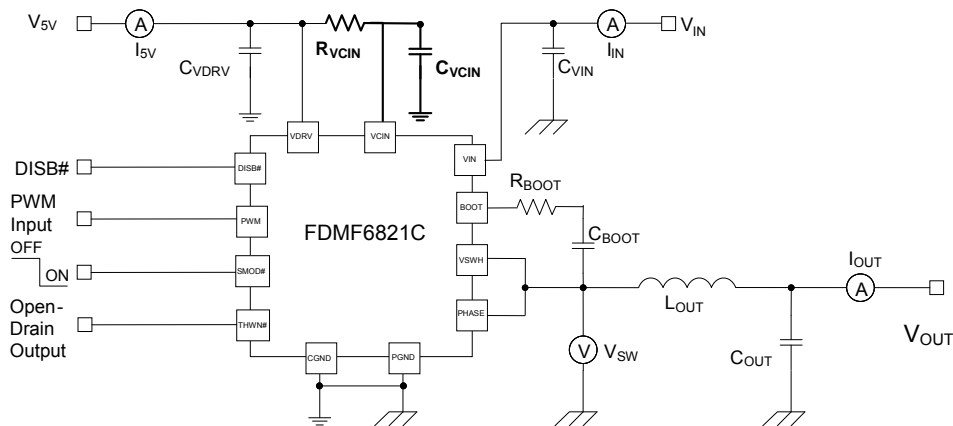 V5V
A
I5V
RVCIN
CVDRV
CVCIN
CVIN
A
IIN
VIN
VDRV
VCIN
VIN
DISB#
DISB#
PWM
Input
PWM
OFF
ON
SMOD#
Open-
Drain
Output
THWN#
FDMF6821C
BOOT
RBOOT
CBOOT
VSWH
PHASE
CGND
PGND
V
VSW
LOUT
IOUT
A
COUT
VOUT